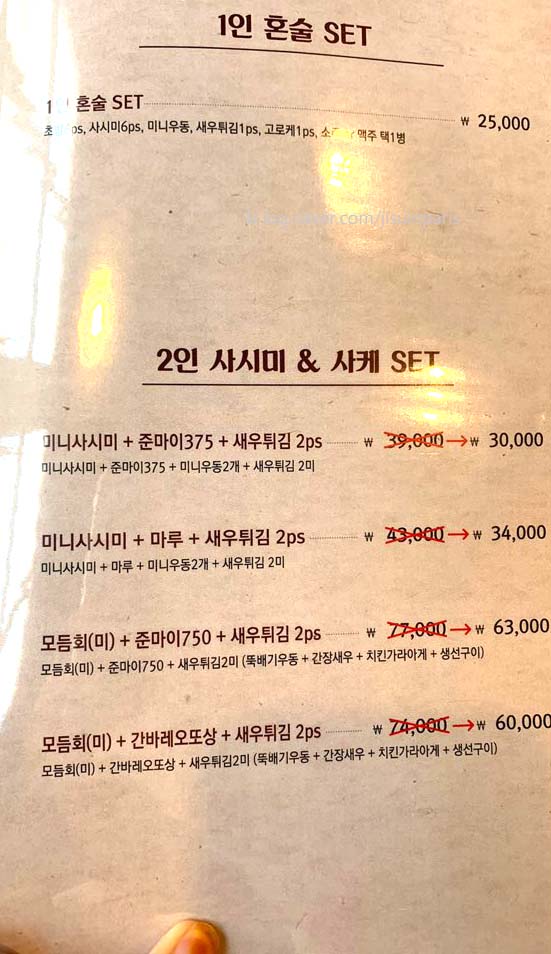 1인 혼술 SET
혼술 SET ₩ 25,000
사시미6ps, 미니우동, 새우튀김1ps, 고로케1ps, 맥주 택1병
2인 사시미 & 사케 SET
미니사시미 + 준마이375 + 새우튀김 2ps ₩ 39,000 → ₩ 30,000
미니사시미 + 준마이375 + 미니우동2개 + 새우튀김 2미
미니사시미 + 마루 + 새우튀김 2ps ₩ 43,000 → ₩ 34,000
미니사시미 + 마루 + 미니우동2개 + 새우튀김 2미
모듬회(미) + 준마이750 + 새우튀김 2ps ₩ 77,000 → ₩ 63,000
모듬회(미) + 준마이750 + 새우튀김2미 (뚝배기우동 + 간장새우 + 치킨가라아게 + 생선구이)
모듬회(미) + 간바레오또상 + 새우튀김 2ps ₩ 74,000 → ₩ 60,000
모듬회(미) + 간바레오또상 + 새우튀김2미 (뚝배기우동 + 간장새우 + 치킨가라아게 + 생선구이)